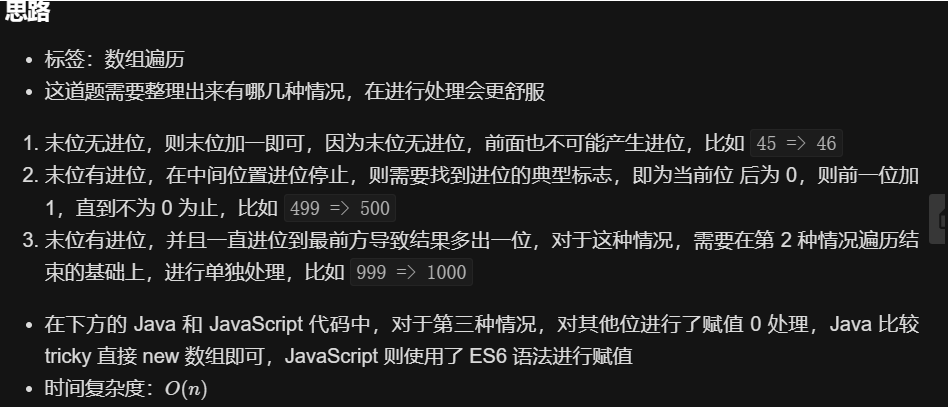 思路
• 标签：数组遍历
• 这道题需要整理出来有哪几种情况，在进行处理会更舒服
1. 末位无进位，则末位加一即可，因为末位无进位，前面也不可能产生进位，比如 45 => 46
2. 末位有进位，在中间位置进位停止，则需要找到进位的典型标志，即为当前位 后为 0，则前一位加
1，直到不为 0 为止，比如 499 => 500
3. 末位有进位，并且一直进位到最前方导致结果多出一位，对于这种情况，需要在第 2 种情况遍历结
束的基础上，进行单独处理，比如 999 => 1000
• 在下方的 Java 和 JavaScript 代码中，对于第三种情况，对其他位进行了赋值 0 处理，Java 比较
tricky 直接 new 数组即可，JavaScript 则使用了 ES6 语法进行赋值
• 时间复杂度：O(n)